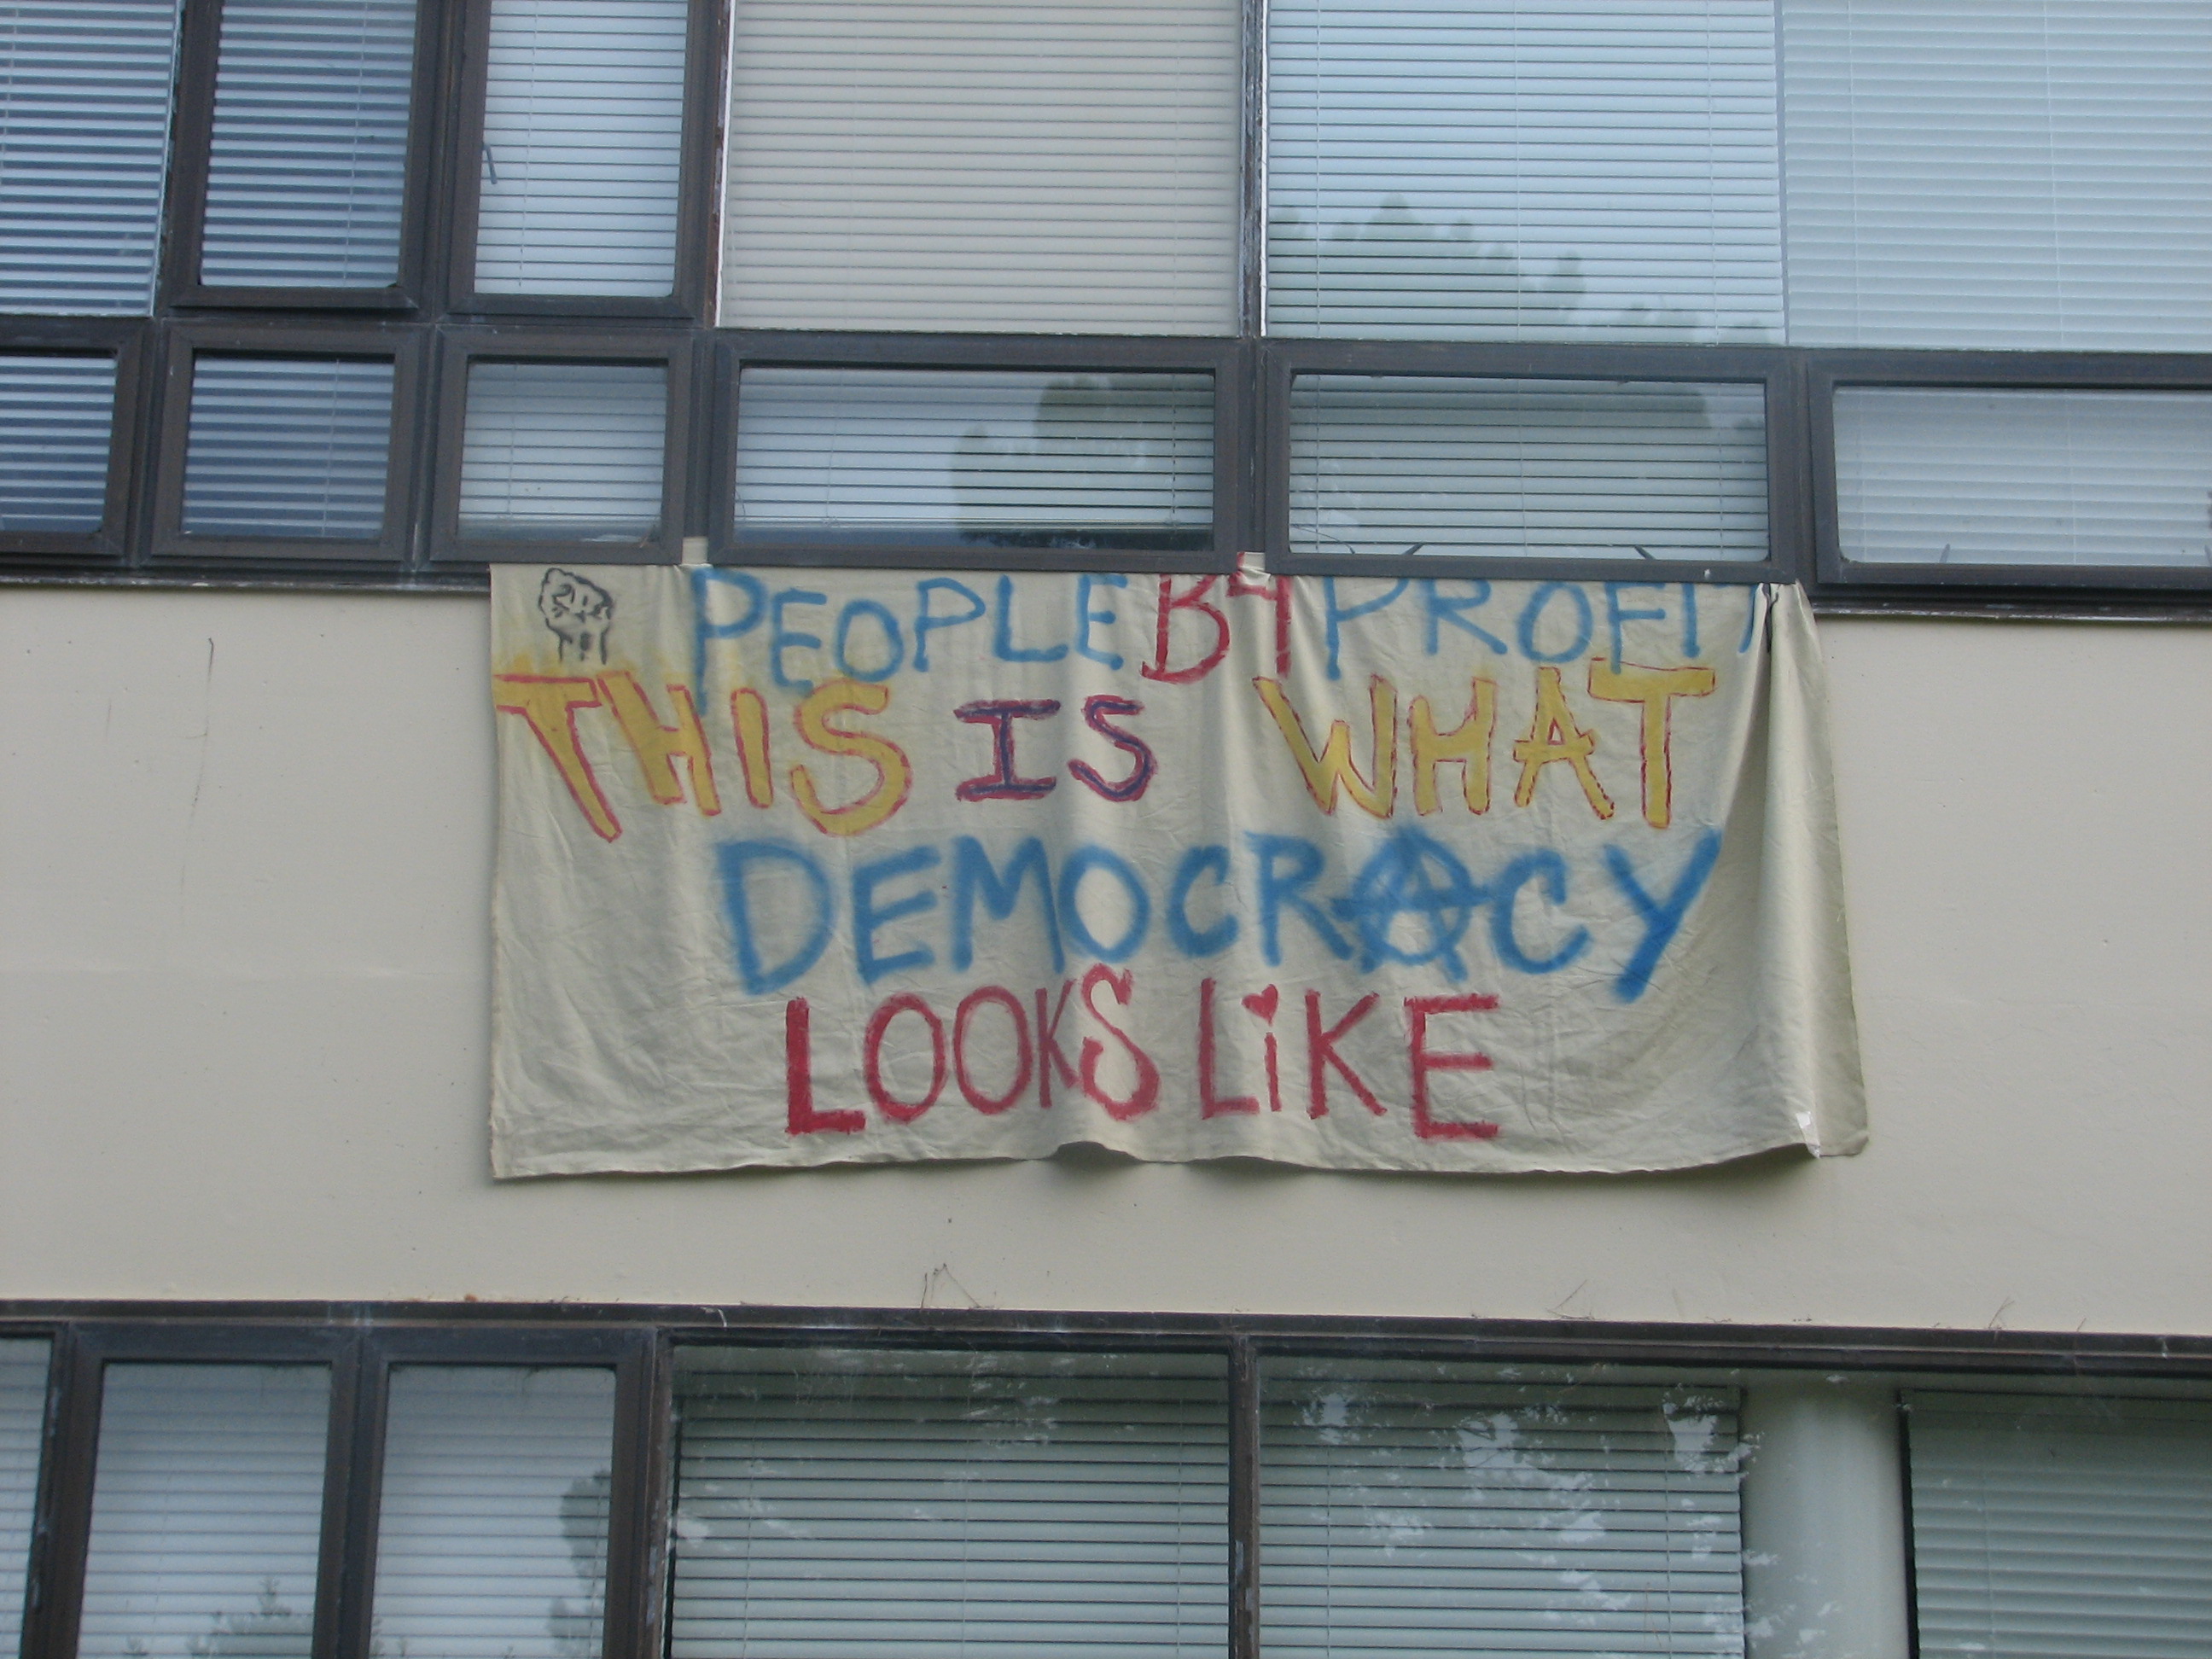 PEOPLE B4 PROFIT
THIS IS WHAT
DEMOCRACY
LOOKS LiKE